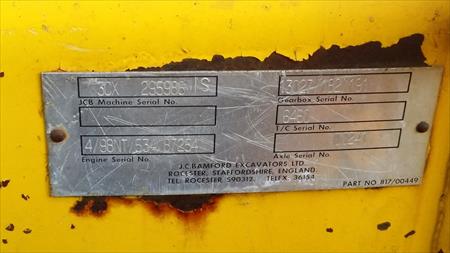 3CX 295986 S
JCB Machine Serial No.
Gearbox Serial No.
T/C Serial No.
Engine Serial No.
Axle Serial No.
J.C.BAMFORD EXCAVATORS LTD.
ROCESTER, STAFFORDSHIRE, ENGLAND.
TEL: ROCESTER 590312. TELEX 36154
PART NO 817/00449